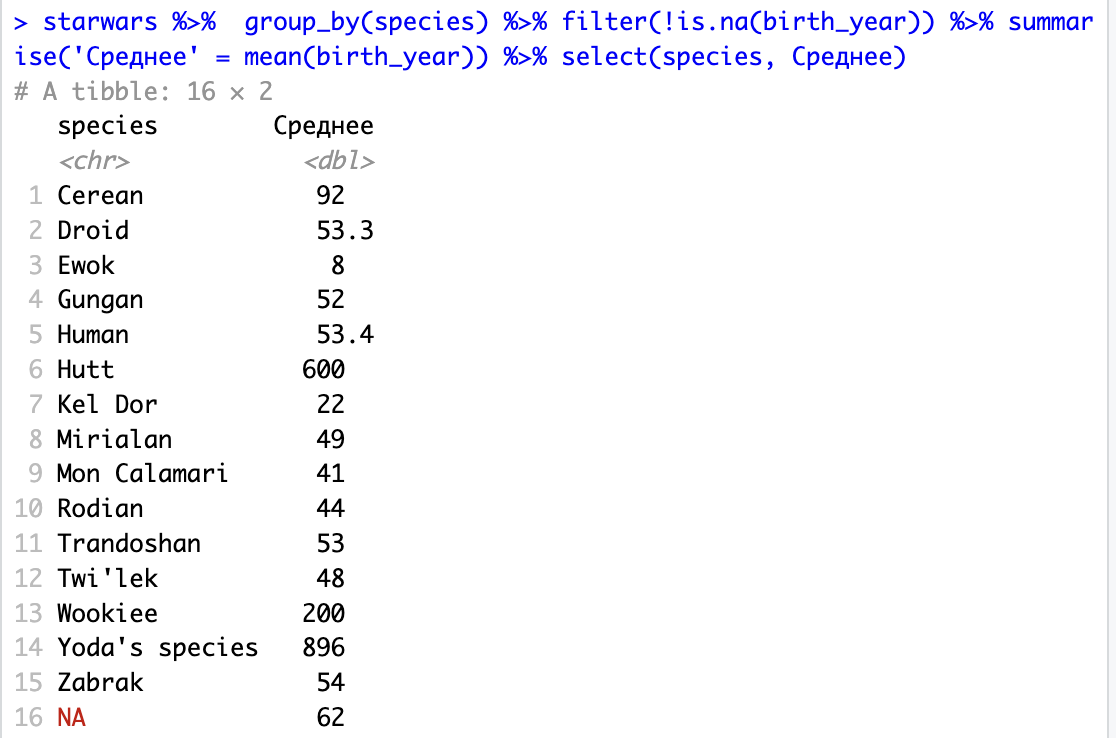 > starwars %>%  group_by(species) %>% filter(!is.na(birth_year)) %>% summar
ise('Среднее' = mean(birth_year)) %>% select(species, Среднее)
# A tibble: 16 × 2
   species        Среднее
   <chr>            <dbl>
 1 Cerean            92
 2 Droid             53.3
 3 Ewok               8
 4 Gungan            52
 5 Human             53.4
 6 Hutt             600
 7 Kel Dor           22
 8 Mirialan          49
 9 Mon Calamari      41
10 Rodian            44
11 Trandoshan        53
12 Twi'lek           48
13 Wookiee          200
14 Yoda's species   896
15 Zabrak            54
16 NA                62